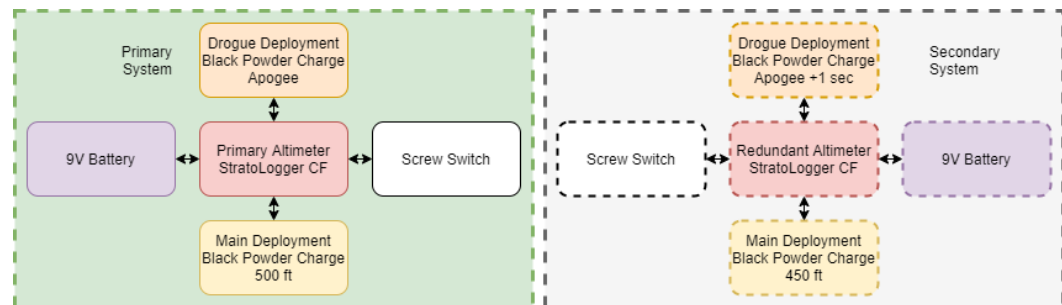 Primary
System
Drogue Deployment
Black Powder Charge
Apogee
9V Battery
Primary Altimeter
StratoLogger CF
Screw Switch
Main Deployment
Black Powder Charge
500 ft
Drogue Deployment
Black Powder Charge
Apogee +1 sec
Secondary
System
Screw Switch
Redundant Altimeter
StratoLogger CF
9V Battery
Main Deployment
Black Powder Charge
450 ft